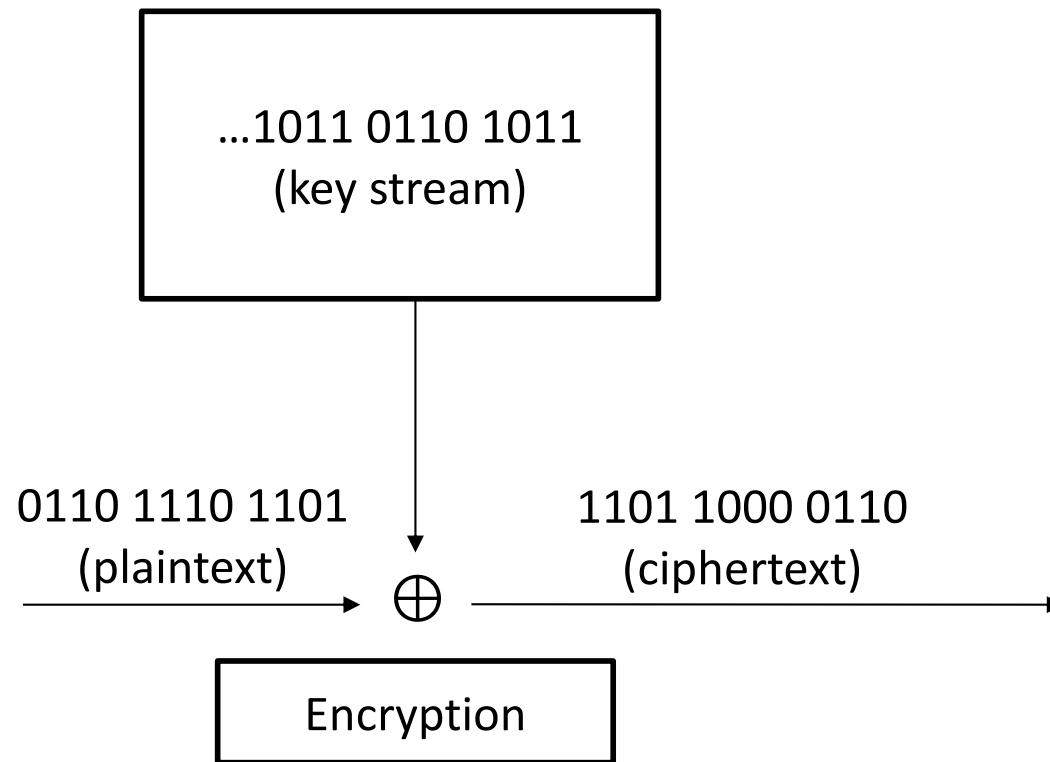 …1011 0110 1011
(key stream)
0110 1110 1101
(plaintext)
1101 1000 0110
(ciphertext)
Encryption